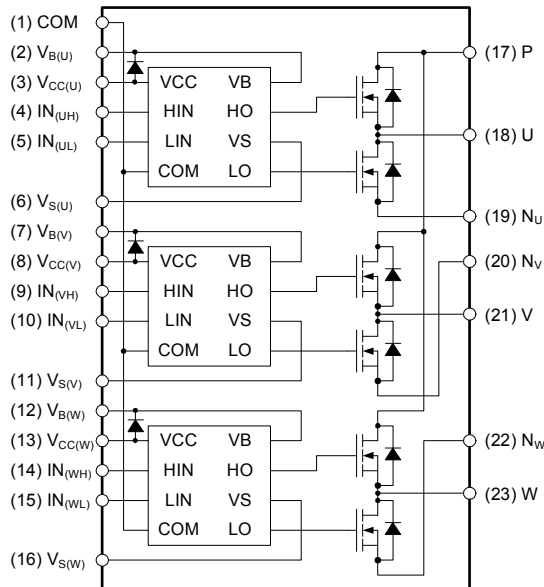 (1) COM
(2) VB(U)
(3) VCC(U)
(4) IN(UH)
(5) IN(UL)
(6) VS(U)
(7) VB(V)
(8) VCC(V)
(9) IN(VH)
(10) IN(VL)
(11) VS(V)
(12) VB(W)
(13) VCC(W)
(14) IN(WH)
(15) IN(WL)
(16) VS(W)
VCC VB
HIN HO
LIN VS
COM LO
VCC VB
HIN HO
LIN VS
COM LO
VCC VB
HIN HO
LIN VS
COM LO
(17) P
(18) U
(19) NU
(20) NV
(21) V
(22) NW
(23) W